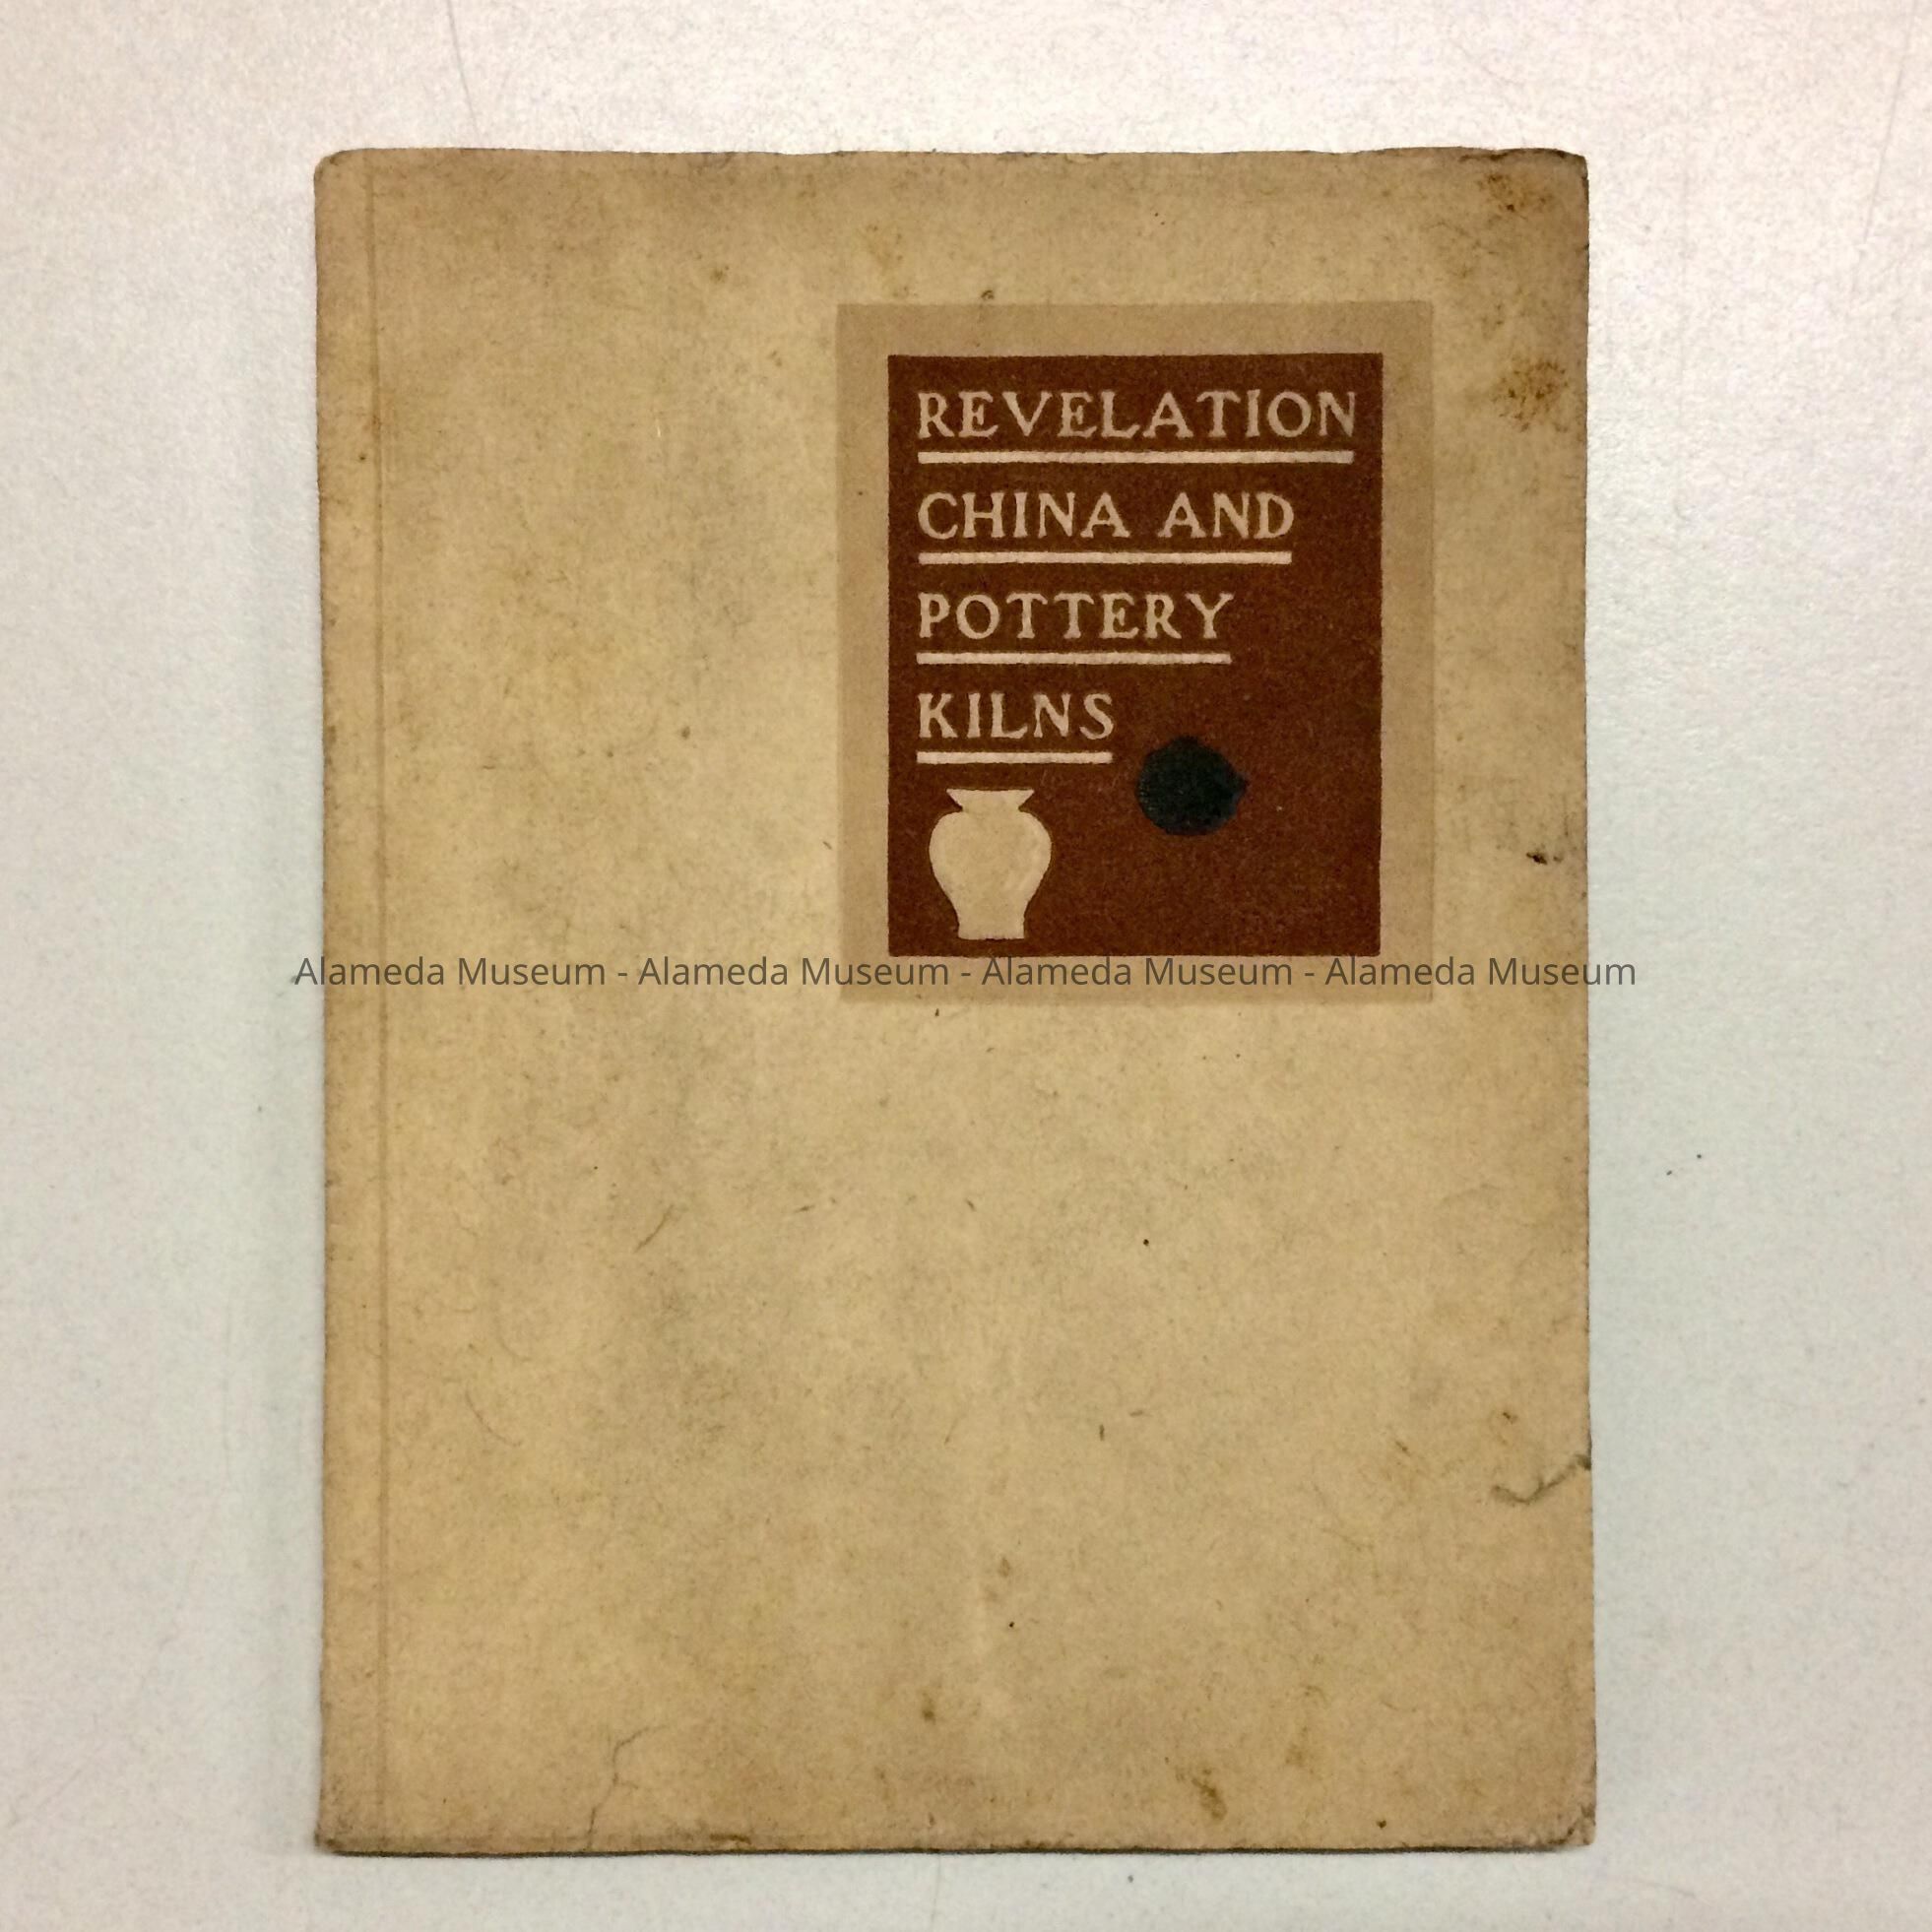 REVELATION
CHINA AND
POTTERY
KILNS
Alameda Museum - Alameda Museum - Alameda Museum - Alameda Museum